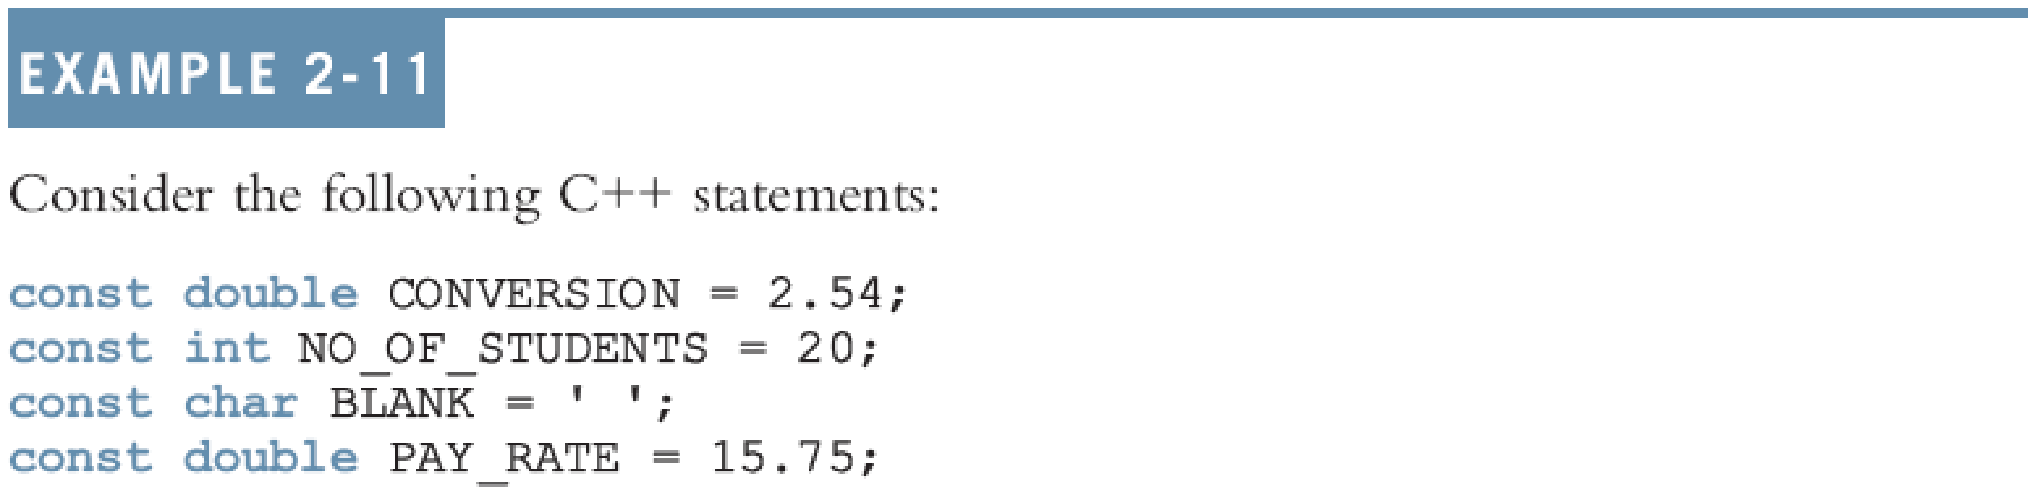 EXAMPLE 2-11
Consider the following C++ statements:
const double CONVERSION = 2.54;
const int NO_OF_STUDENTS = 20;
const char BLANK = ' ';
const double PAY_RATE = 15.75;